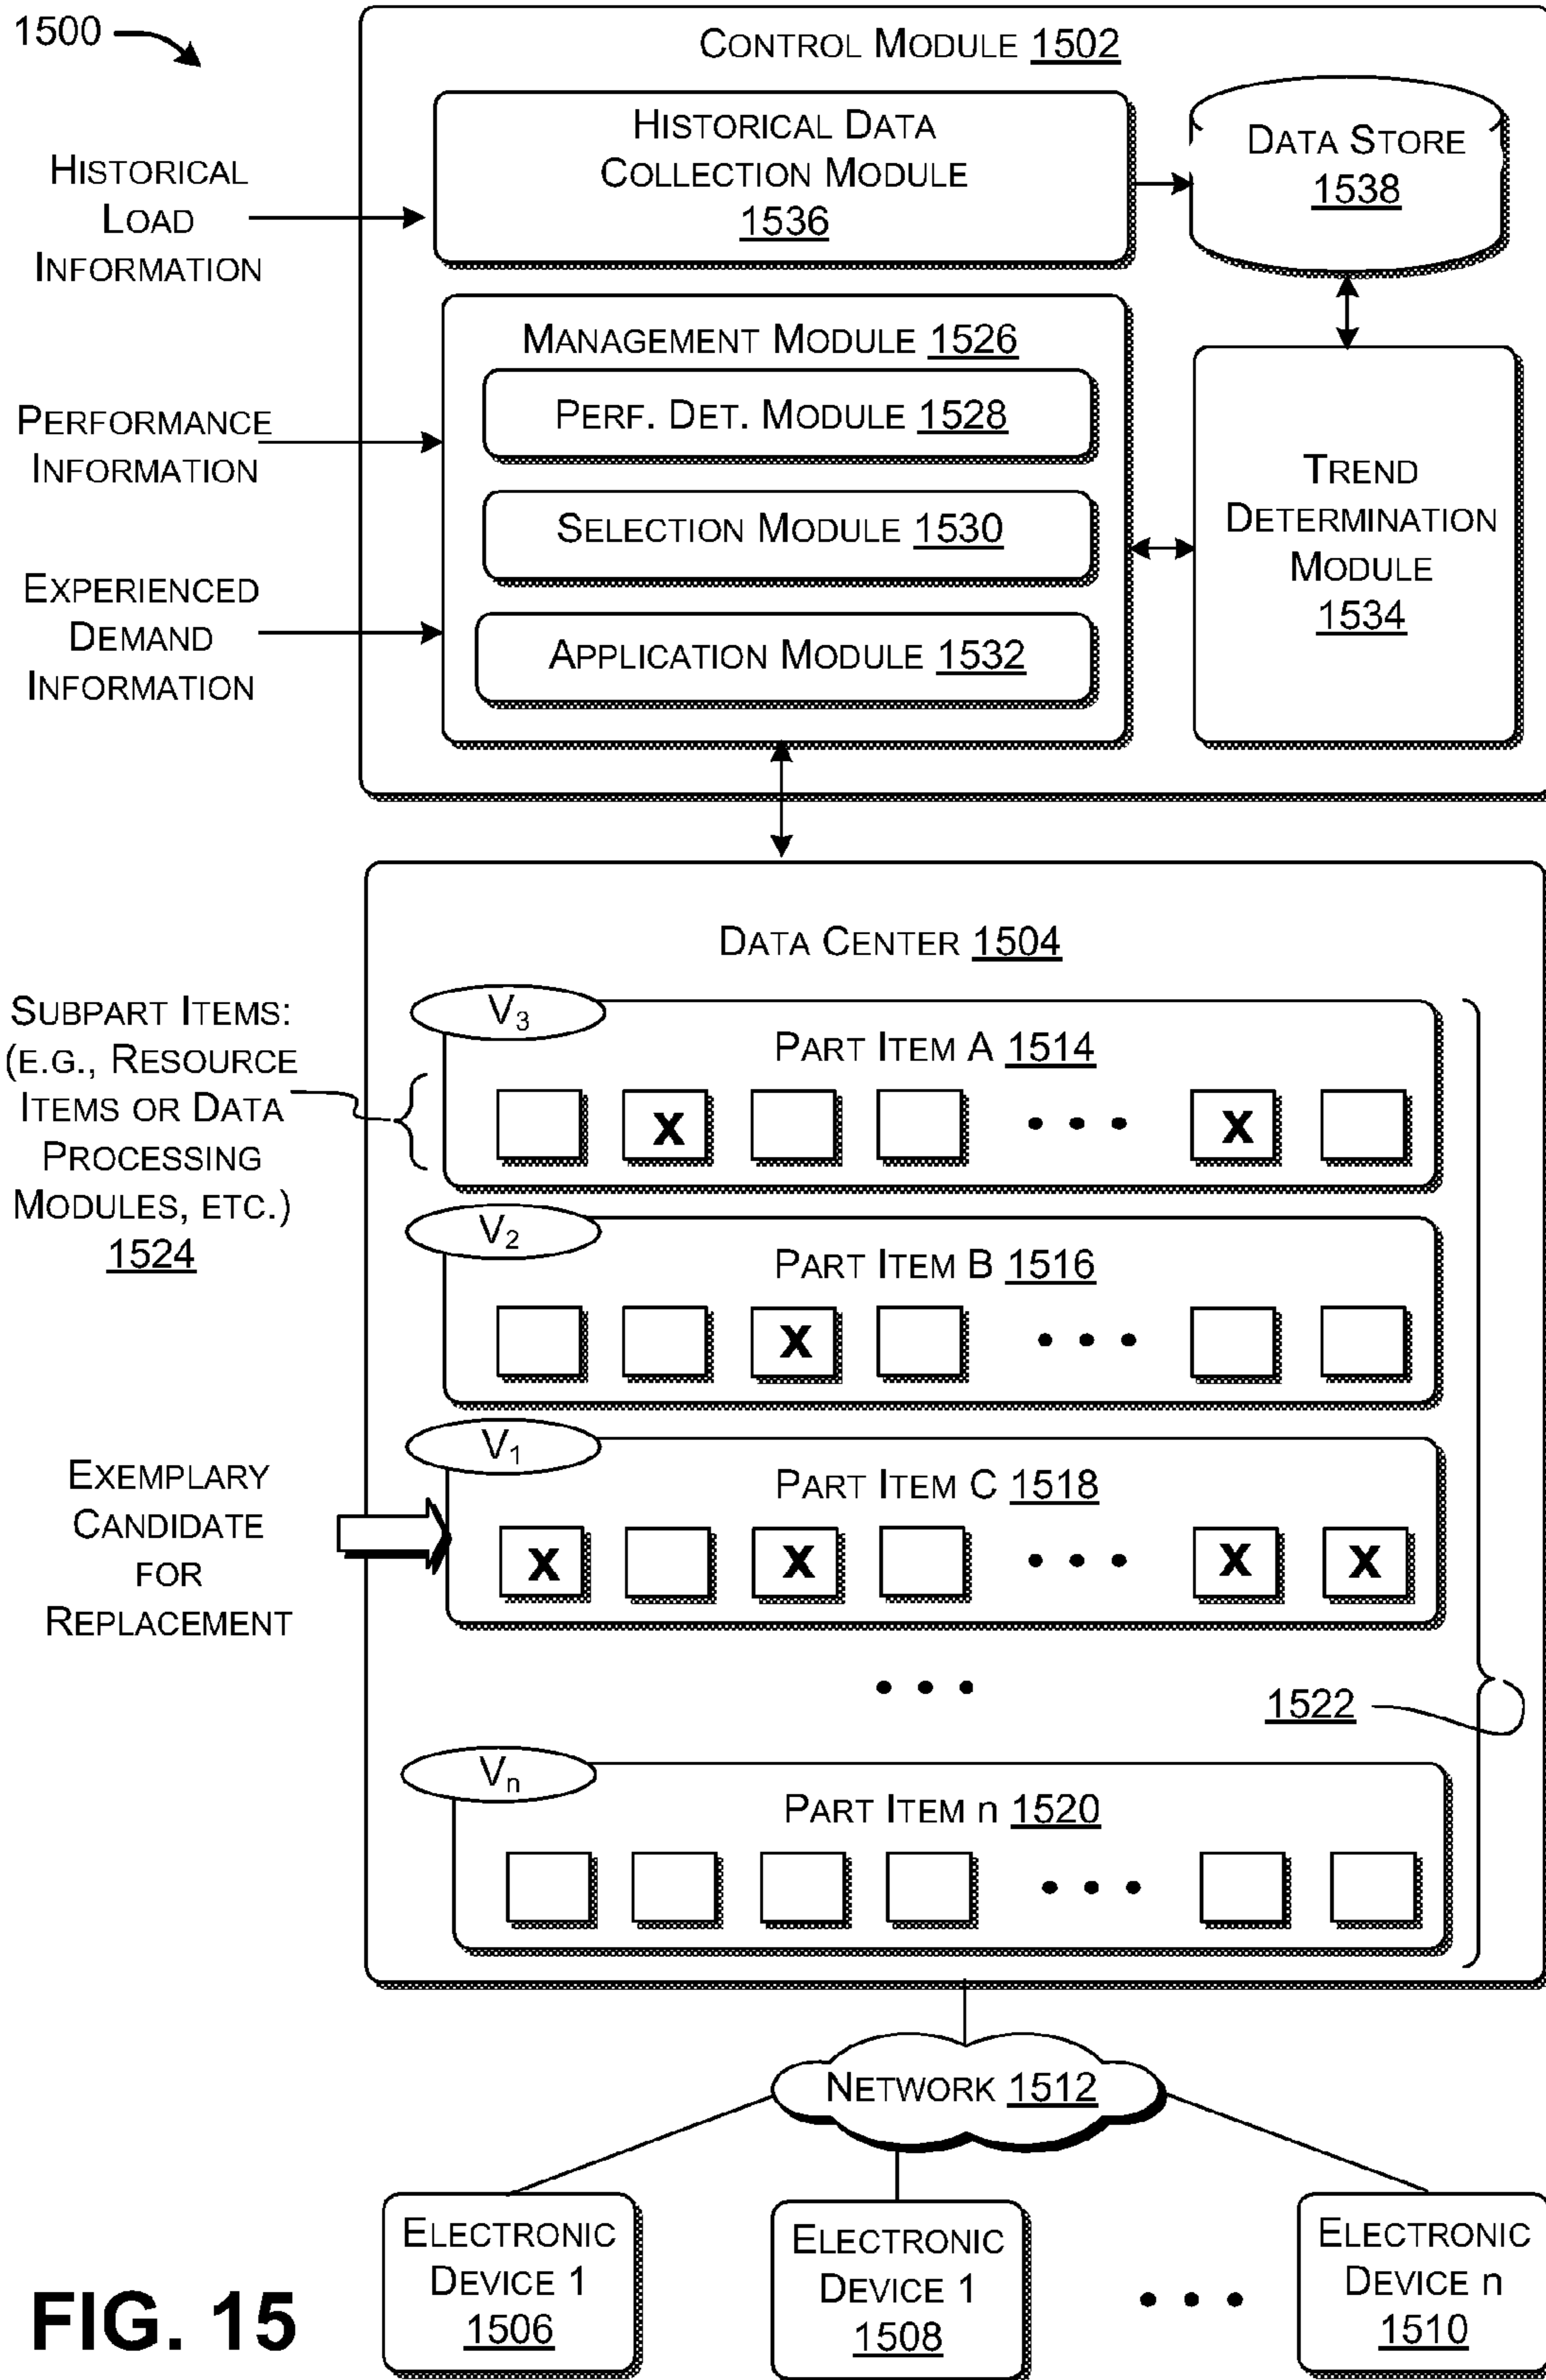 1500
CONTROL MODULE 1502
HISTORICAL DATA
COLLECTION MODULE
1536
DATA STORE
1538
HISTORICAL
LOAD
INFORMATION
MANAGEMENT MODULE 1526
PERF. DET. MODULE 1528
SELECTION MODULE 1530
APPLICATION MODULE 1532
PERFORMANCE
INFORMATION
EXPERIENCED
DEMAND
INFORMATION
TREND
DETERMINATION
MODULE
1534
DATA CENTER 1504
SUBPART ITEMS:
(E.G., RESOURCE
ITEMS OR DATA
PROCESSING
MODULES, ETC.)
1524
V3
PART ITEM A 1514
X X
V2
PART ITEM B 1516
X
V1
PART ITEM C 1518
X X X X
EXEMPLARY
CANDIDATE
FOR
REPLACEMENT
1522
Vn
PART ITEM n 1520
NETWORK 1512
ELECTRONIC
DEVICE 1
1506
ELECTRONIC
DEVICE 1
1508
ELECTRONIC
DEVICE n
1510
FIG. 15